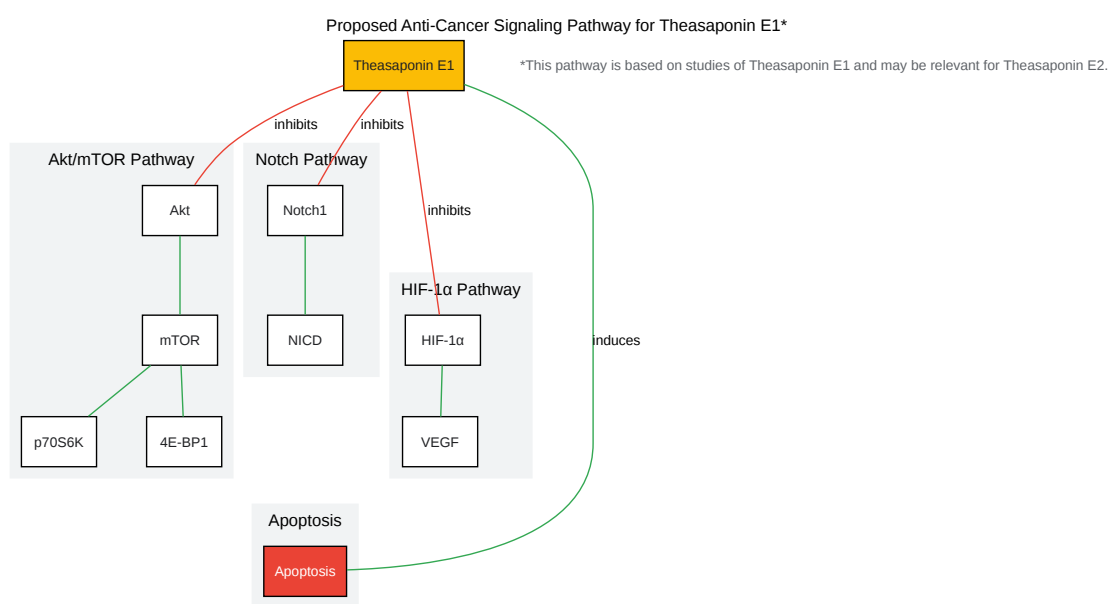 Proposed Anti-Cancer Signaling Pathway for Theasaponin E1*
Theasaponin E1
*This pathway is based on studies of Theasaponin E1 and may be relevant for Theasaponin E2.
inhibits
inhibits
Akt/mTOR Pathway
Notch Pathway
Akt
Notch1
inhibits
HIF-1α Pathway
mTOR
NICD
HIF-1α
induces
p70S6K
4E-BP1
VEGF
Apoptosis
Apoptosis